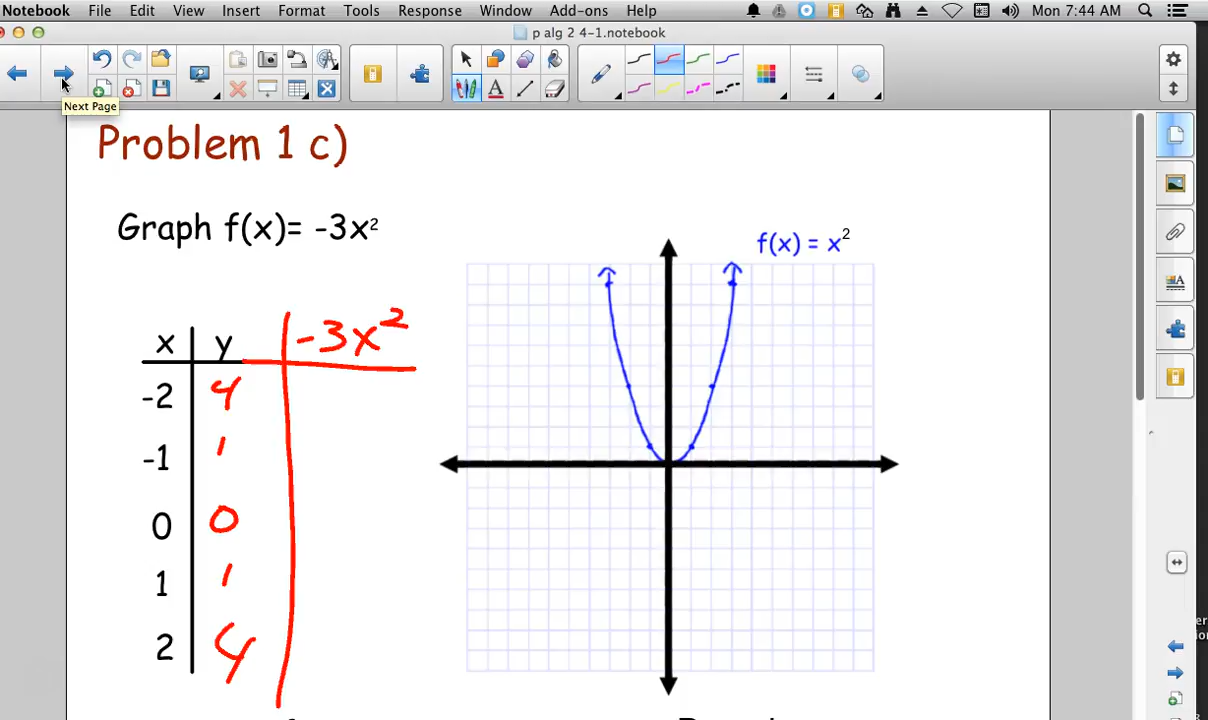 Notebook File Edit View Insert Format Tools Response Window Add-ons Help Mon 7:44 AM
p alg 2 4-1.notebook
Next Page
Problem 1 c)
Graph f(x)= -3x²
f(x) = x²
x y -3x²
-2 4
-1 1
0 0
1 1
2 4